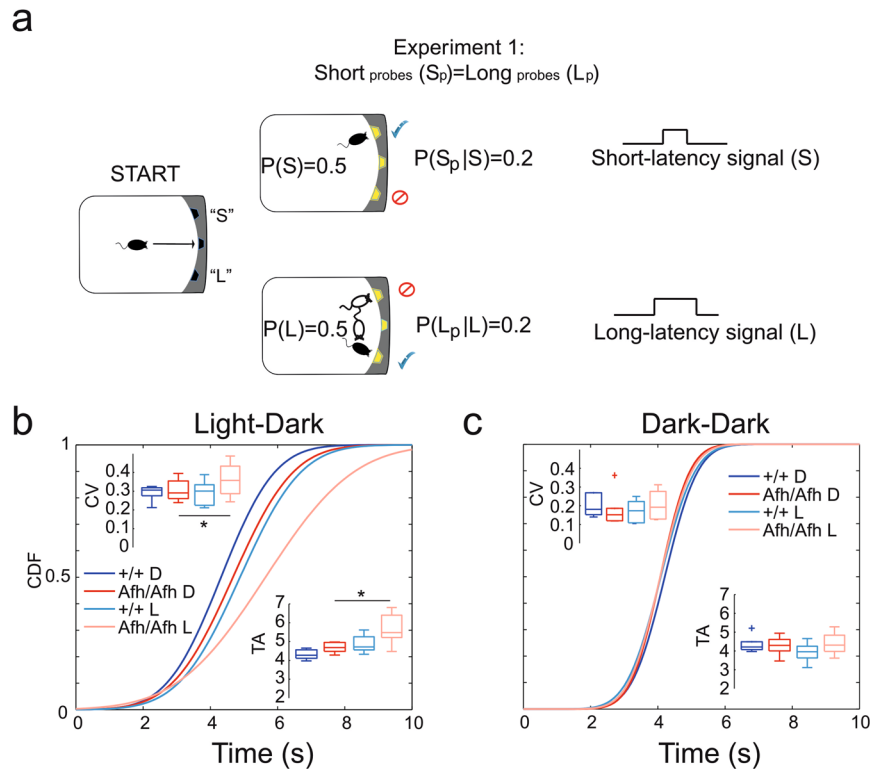 a
Experiment 1:
Short probes (Sp)=Long probes (Lp)
START
"S"
"L"
P(S)=0.5
P(Sp|S)=0.2
Short-latency signal (S)
P(L)=0.5
P(Lp|L)=0.2
Long-latency signal (L)
b
Light-Dark
CDF
1
0.5
0
0 2 4 6 8 10
Time (s)
CV
0.4
0.3
0.2
0.1
0
*
+/+ D
Afh/Afh D
+/+ L
Afh/Afh L
TA
7
6
5
4
3
2
*
c
Dark-Dark
CV
0.4
0.3
0.2
0.1
0
+/+ D
Afh/Afh D
+/+ L
Afh/Afh L
TA
7
6
5
4
3
2
0 2 4 6 8 10
Time (s)